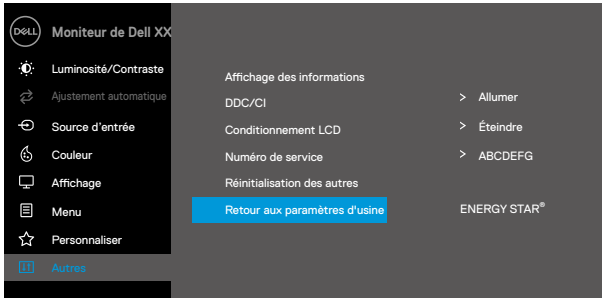 DELL
Moniteur de Dell XX
Luminosité/Contraste
Ajustement automatique
Source d'entrée
Couleur
Affichage
Menu
Personnaliser
Autres
Affichage des informations
DDC/CI > Allumer
Conditionnement LCD > Éteindre
Numéro de service > ABCDEFG
Réinitialisation des autres
Retour aux paramètres d'usine ENERGY STAR®